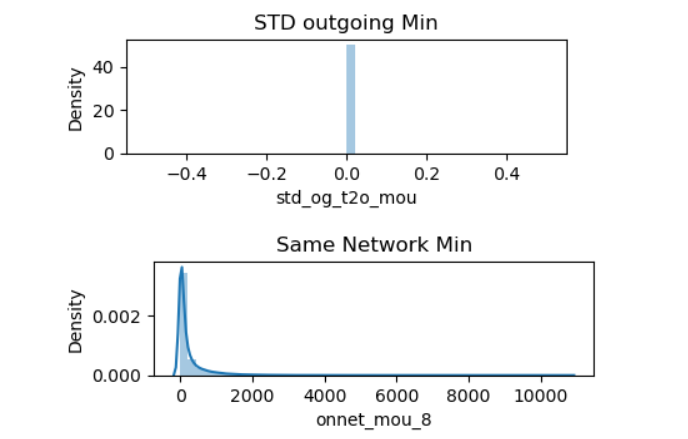 STD outgoing Min
Density
40
20
0
−0.4 −0.2 0.0 0.2 0.4
std_og_t2o_mou
Same Network Min
Density
0.002
0.000
0 2000 4000 6000 8000 10000
onnet_mou_8